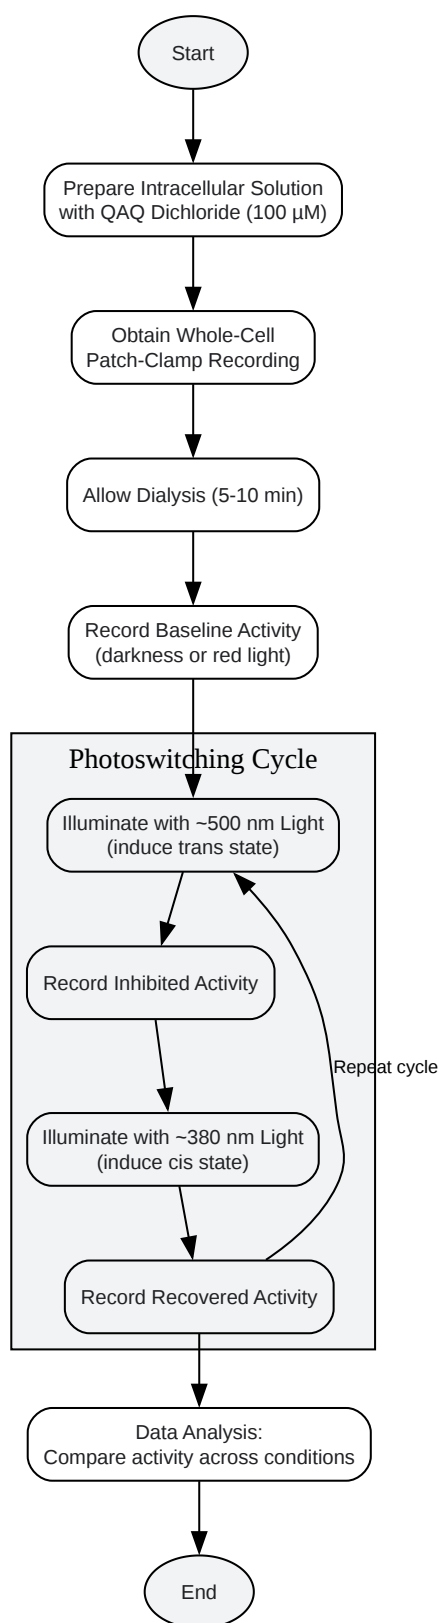 Start
Prepare Intracellular Solution
with QAQ Dichloride (100 µM)
Obtain Whole-Cell
Patch-Clamp Recording
Allow Dialysis (5-10 min)
Record Baseline Activity
(darkness or red light)
Photoswitching Cycle
Illuminate with ~500 nm Light
(induce trans state)
Record Inhibited Activity
Repeat cycle
Illuminate with ~380 nm Light
(induce cis state)
Record Recovered Activity
Data Analysis:
Compare activity across conditions
End